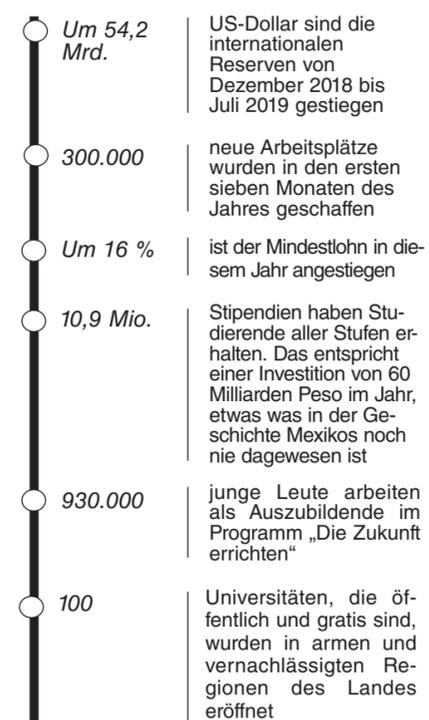 Um 54,2
Mrd.
US-Dollar sind die
internationalen
Reserven von
Dezember 2018 bis
Juli 2019 gestiegen
300.000
neue Arbeitsplätze
wurden in den ersten
sieben Monaten des
Jahres geschaffen
Um 16 %
ist der Mindestlohn in die-
sem Jahr angestiegen
10,9 Mio.
Stipendien haben Stu-
dierende aller Stufen er-
halten. Das entspricht
einer Investition von 60
Milliarden Peso im Jahr,
etwas was in der Ge-
schichte Mexikos noch
nie dagewesen ist
930.000
junge Leute arbeiten
als Auszubildende im
Programm „Die Zukunft
errichten“
100
Universitäten, die öf-
fentlich und gratis sind,
wurden in armen und
vernachlässigten Re-
gionen des Landes
eröffnet